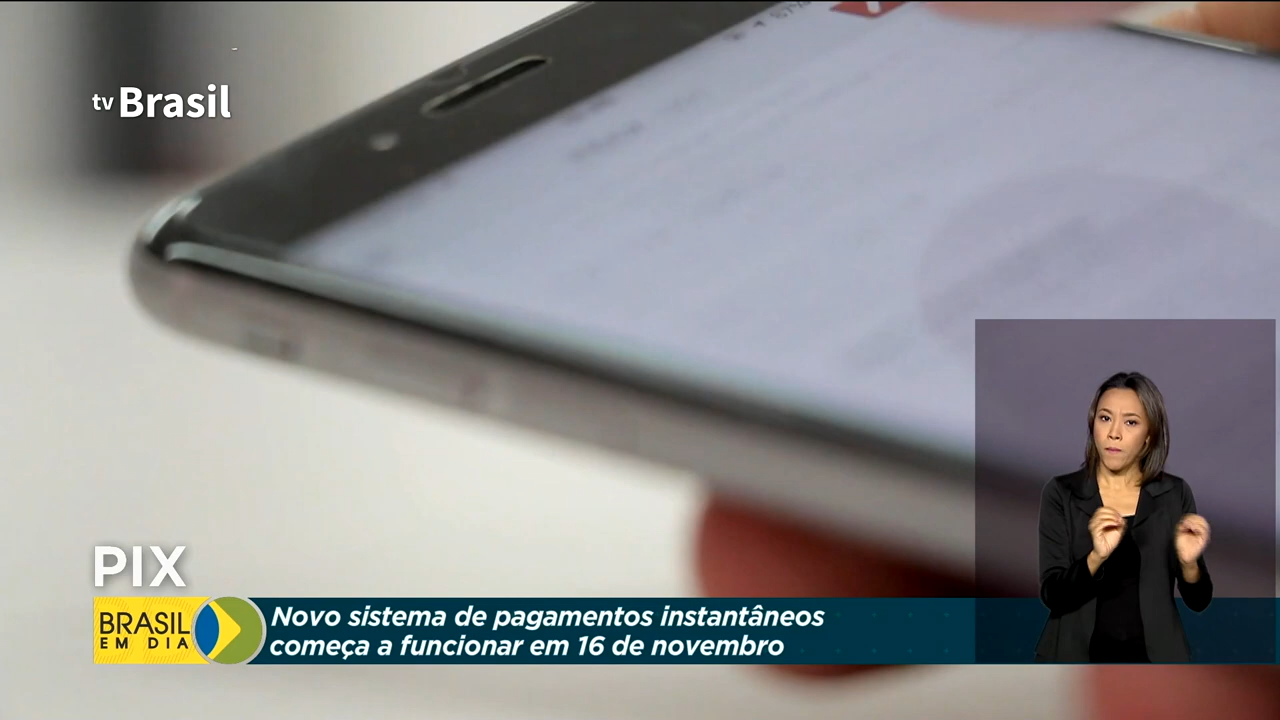 tv Brasil
PIX
BRASIL
EM DIA
Novo sistema de pagamentos instantâneos
começa a funcionar em 16 de novembro